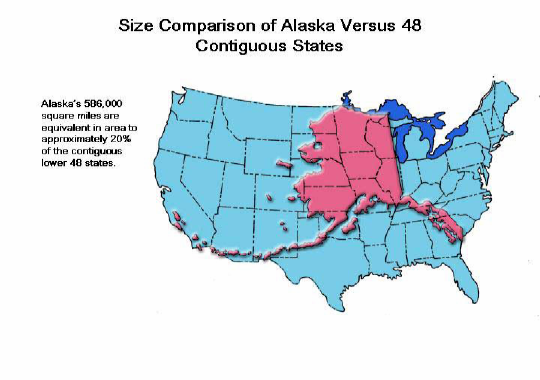 Size Comparison of Alaska Versus 48
Contiguous States
Alaska's 586,000
square miles are
equivalent in area to
approximately 20%
of the contiguous
lower 48 states.